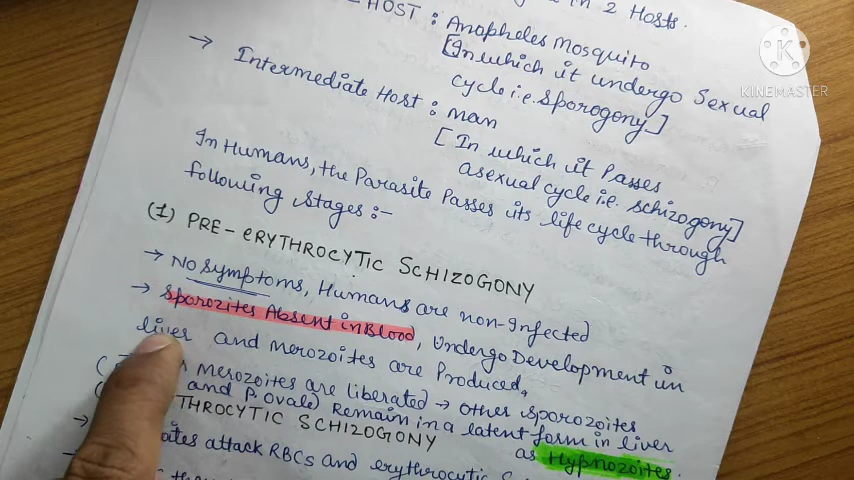 in 2 Hosts.
HOST : Anopheles Mosquito
[In which it undergo sexual
cycle i.e. Sporogony]
→ Intermediate Host : man
[In which it Passes
asexual cycle i.e. schizogony]
In Humans, the Parasite Passes its life cycle through
following stages :-
(1) PRE-ERYTHROCYTIC SCHIZOGONY
→ No Symptoms, Humans are non-Infected
→ Sporozites Absent in Blood, Undergo Development in
liver and merozoites are Produced.
merozoites are liberated → other sporozoites
and P. ovale) Remain in a latent form in liver
as Hypnozoites.
THROCYTIC SCHIZOGONY
attack RBCs and erythrocytic
KINEMASTER